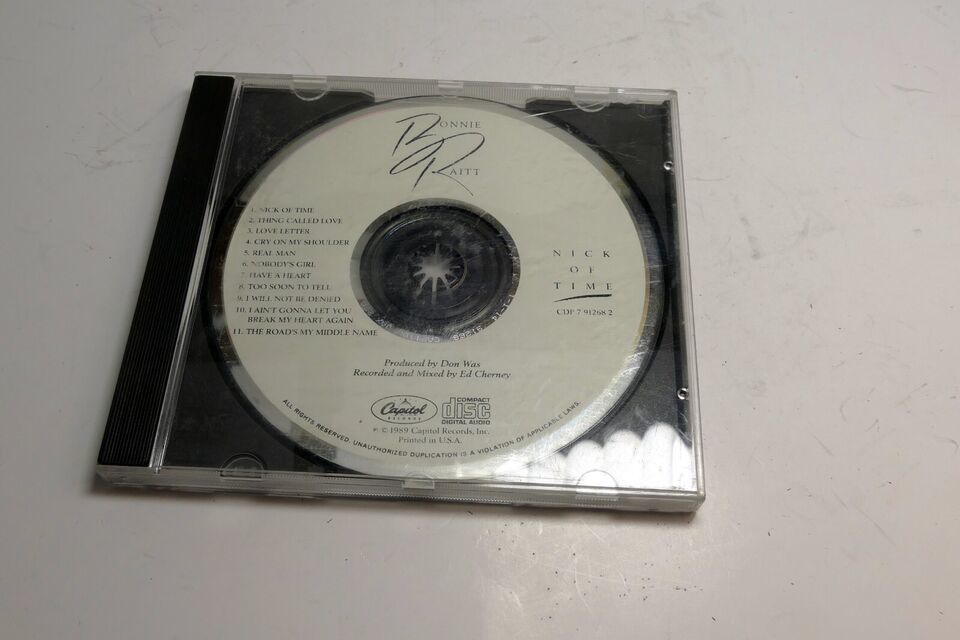 BONNIE
RAITT
1. NICK OF TIME
2. THING CALLED LOVE
3. LOVE LETTER
4. CRY ON MY SHOULDER
5. REAL MAN
6. NOBODY'S GIRL
7. HAVE A HEART
8. TOO SOON TO TELL
9. I WILL NOT BE DENIED
10. I AIN'T GONNA LET YOU
BREAK MY HEART AGAIN
11. THE ROAD'S MY MIDDLE NAME
NICK
OF
TIME
CDP 7 91268 2
Produced by Don Was
Recorded and Mixed by Ed Cherney
Capitol
RECORDS
COMPACT
disc
DIGITAL AUDIO
℗ © 1989 Capitol Records, Inc.
Printed in U.S.A.
ALL RIGHTS RESERVED. UNAUTHORIZED DUPLICATION IS A VIOLATION OF APPLICABLE LAWS.